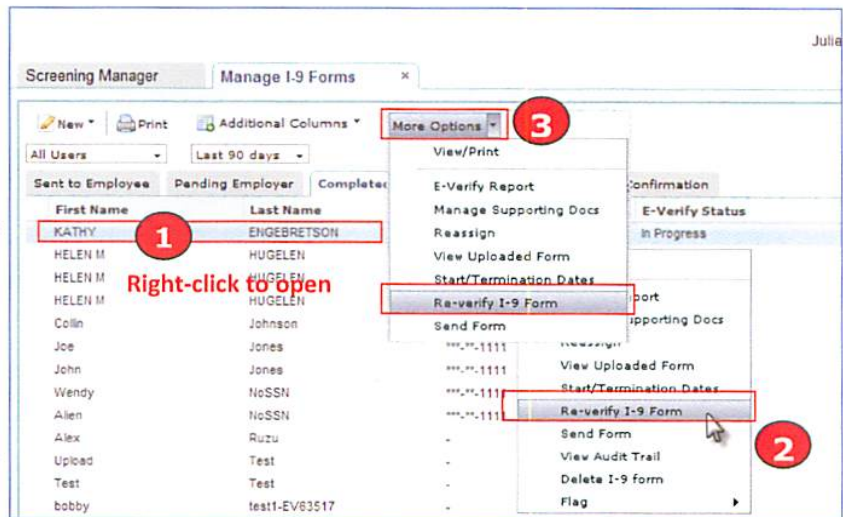 Julie
Screening Manager Manage I-9 Forms ×
New Print Additional Columns More Options 3
All Users Last 90 days View/Print
Sent to Employee Pending Employer Completed E-Verify Report Confirmation
First Name Last Name Manage Supporting Docs E-Verify Status
KATHY 1 ENGEBRETSON Reassign In Progress
HELEN M HUGELEN View Uploaded Form
Right-click to open
HELEN M HUGELEN Start/Termination Dates port
HELEN M HUGELEN Re-verify I-9 Form pporting Docs
Collin Johnson Send Form Reassign
Joe Jones ***-**-1111 View Uploaded Form
John Jones ***-**-1111 Start/Termination Dates
Wendy NoSSN ***-**-1111 Re-verify I-9 Form
Alien NoSSN ***-**-1111 Send Form 2
Alex Ruzu - View Audit Trail
Upload Test - Delete I-9 form
Test Test - Flag
bobby test1-EV63517 -